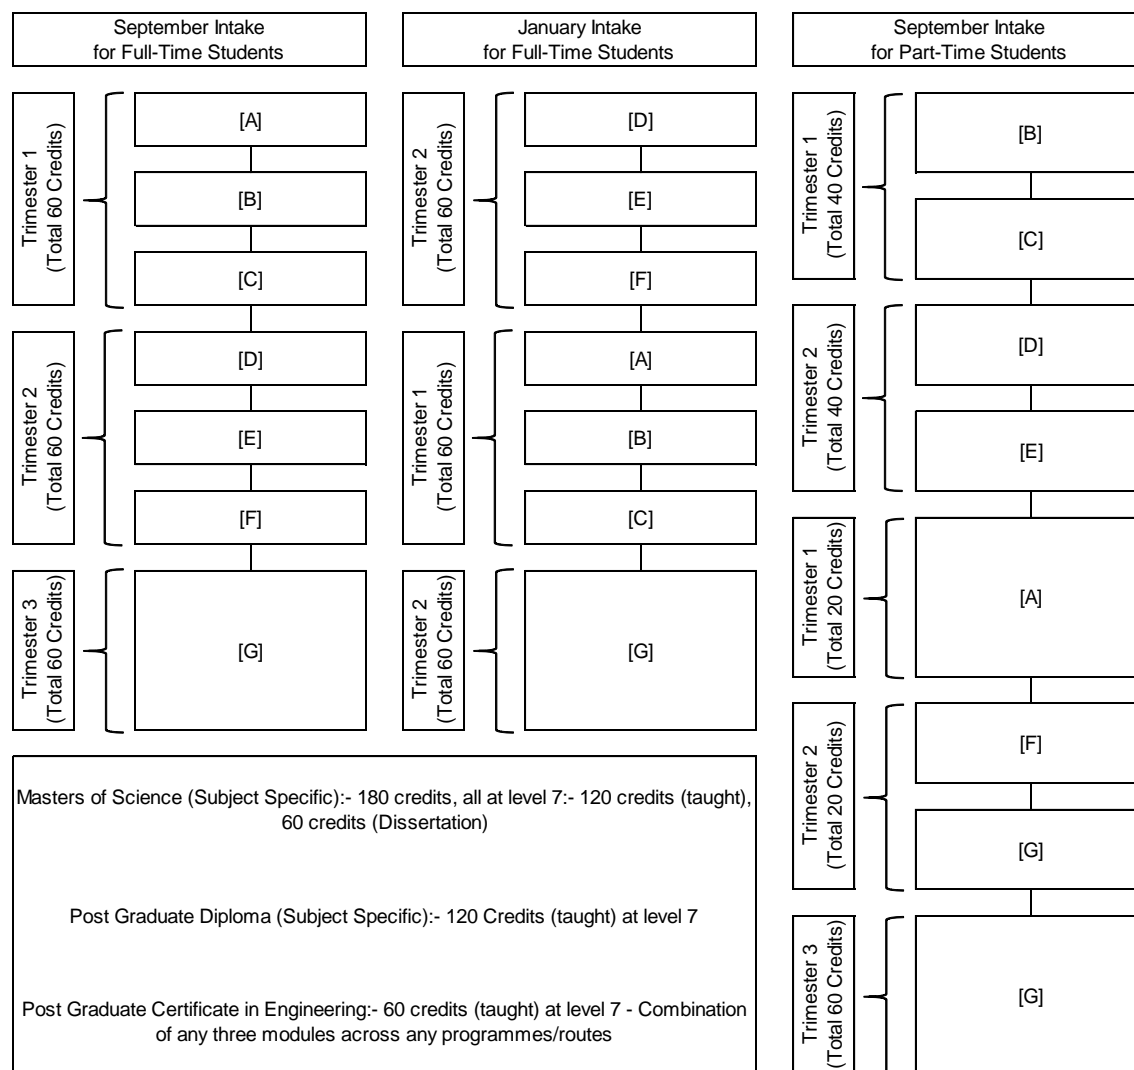 September Intake
for Full-Time Students
Trimester 1
(Total 60 Credits)
[A]
[B]
[C]
Trimester 2
(Total 60 Credits)
[D]
[E]
[F]
Trimester 3
(Total 60 Credits)
[G]
January Intake
for Full-Time Students
Trimester 2
(Total 60 Credits)
[D]
[E]
[F]
Trimester 1
(Total 60 Credits)
[A]
[B]
[C]
Trimester 2
(Total 60 Credits)
[G]
September Intake
for Part-Time Students
Trimester 1
(Total 40 Credits)
[B]
[C]
Trimester 2
(Total 40 Credits)
[D]
[E]
Trimester 1
(Total 20 Credits)
[A]
Trimester 2
(Total 20 Credits)
[F]
[G]
Trimester 3
(Total 60 Credits)
[G]
Masters of Science (Subject Specific):- 180 credits, all at level 7:- 120 credits (taught),
60 credits (Dissertation)
Post Graduate Diploma (Subject Specific):- 120 Credits (taught) at level 7
Post Graduate Certificate in Engineering:- 60 credits (taught) at level 7 - Combination
of any three modules across any programmes/routes